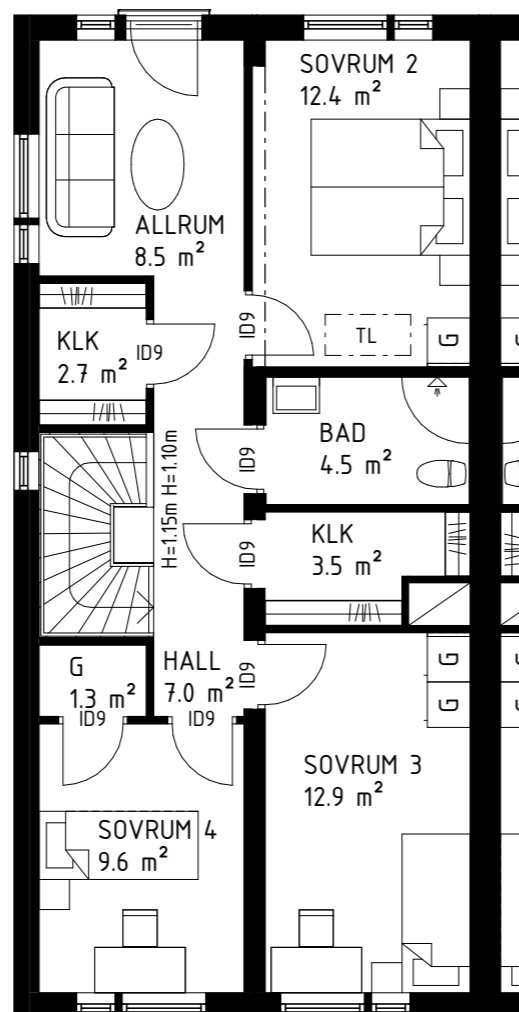 SOVRUM 2
12.4 m²
ALLRUM
8.5 m²
TL
G
G
KLK
2.7 m²
ID9
ID9
BAD
4.5 m²
ID9
H=1.15m H=1.10m
KLK
3.5 m²
ID9
G
1.3 m²
ID9
HALL
7.0 m²
ID9
ID9
G
G
G
G
SOVRUM 3
12.9 m²
SOVRUM 4
9.6 m²